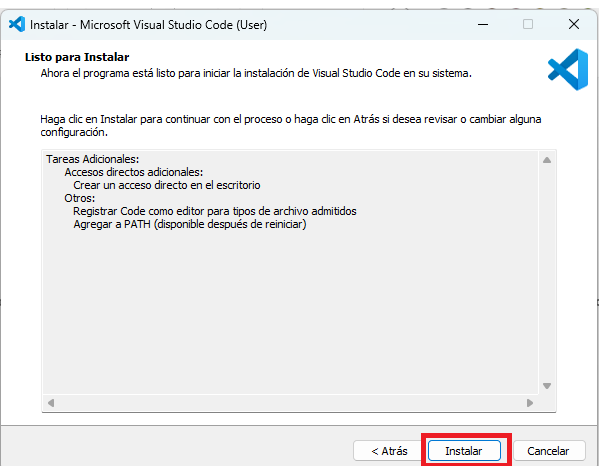 Instalar - Microsoft Visual Studio Code (User)
Listo para Instalar
Ahora el programa está listo para iniciar la instalación de Visual Studio Code en su sistema.
Haga clic en Instalar para continuar con el proceso o haga clic en Atrás si desea revisar o cambiar alguna
configuración.
Tareas Adicionales:
Accesos directos adicionales:
Crear un acceso directo en el escritorio
Otros:
Registrar Code como editor para tipos de archivo admitidos
Agregar a PATH (disponible después de reiniciar)
< Atrás Instalar Cancelar